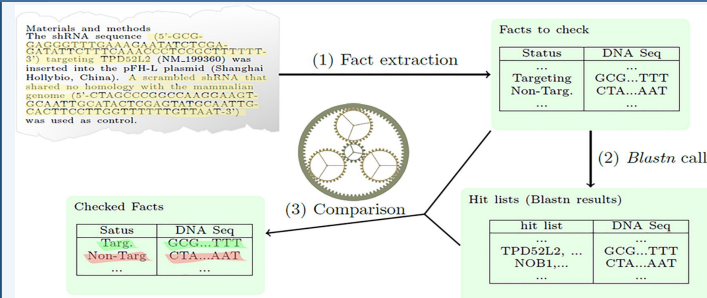 Materials and methods
The shRNA sequence (5'-GCG-
GAGGGTTTGAAAGAATATCTCGA-
GATATTCTTTCAAACCCTCCGCTTTTTT-
3') targeting TPD52L2 (NM_199360) was
inserted into the pFH-L plasmid (Shanghai
Hollybio, China). A scrambled shRNA that
shared no homology with the mammalian
genome (5'-CTAGCCCGGCCAAGGAAGT-
GCAATTGCATACTCGAGTATGCAATTG-
CACTTCCTTGGTTTTTTGTTAAT-3')
was used as control.
(1) Fact extraction
Facts to check
Status DNA Seq
... ...
Targeting GCG...TTT
Non-Targ. CTA...AAT
... ...
(2) Blastn call
Hit lists (Blastn results)
hit list DNA Seq
... ...
TPD52L2, ... GCG...TTT
NOB1,... CTA...AAT
... ...
(3) Comparison
Checked Facts
Satus DNA Seq
Targ. GCG...TTT
Non-Targ CTA...AAT
... ...